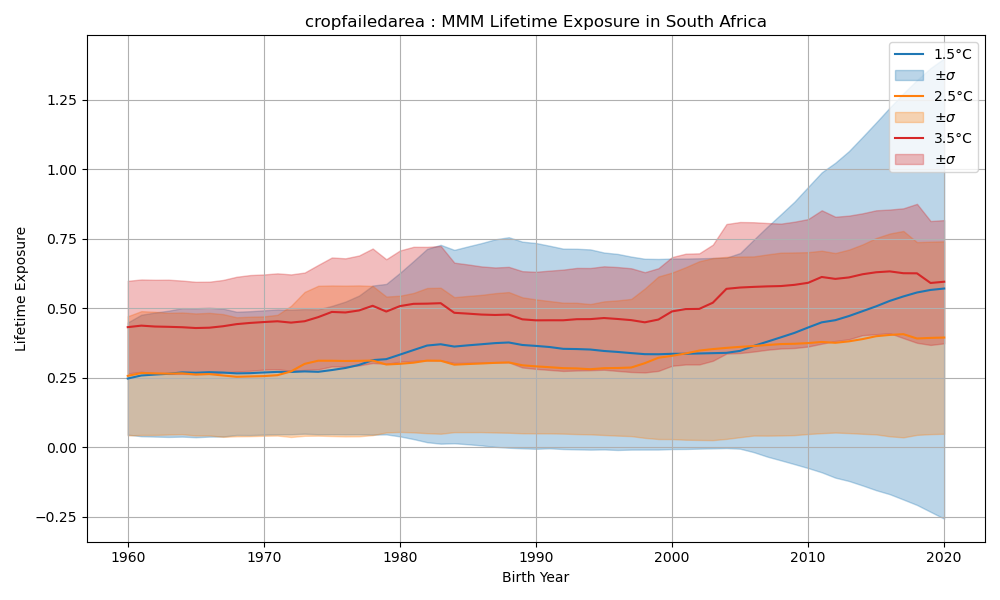 cropfailedarea : MMM Lifetime Exposure in South Africa
Lifetime Exposure
1.25
1.00
0.75
0.50
0.25
0.00
−0.25
1960
1970
1980
1990
2000
2010
2020
Birth Year
1.5°C
±σ
2.5°C
±σ
3.5°C
±σ